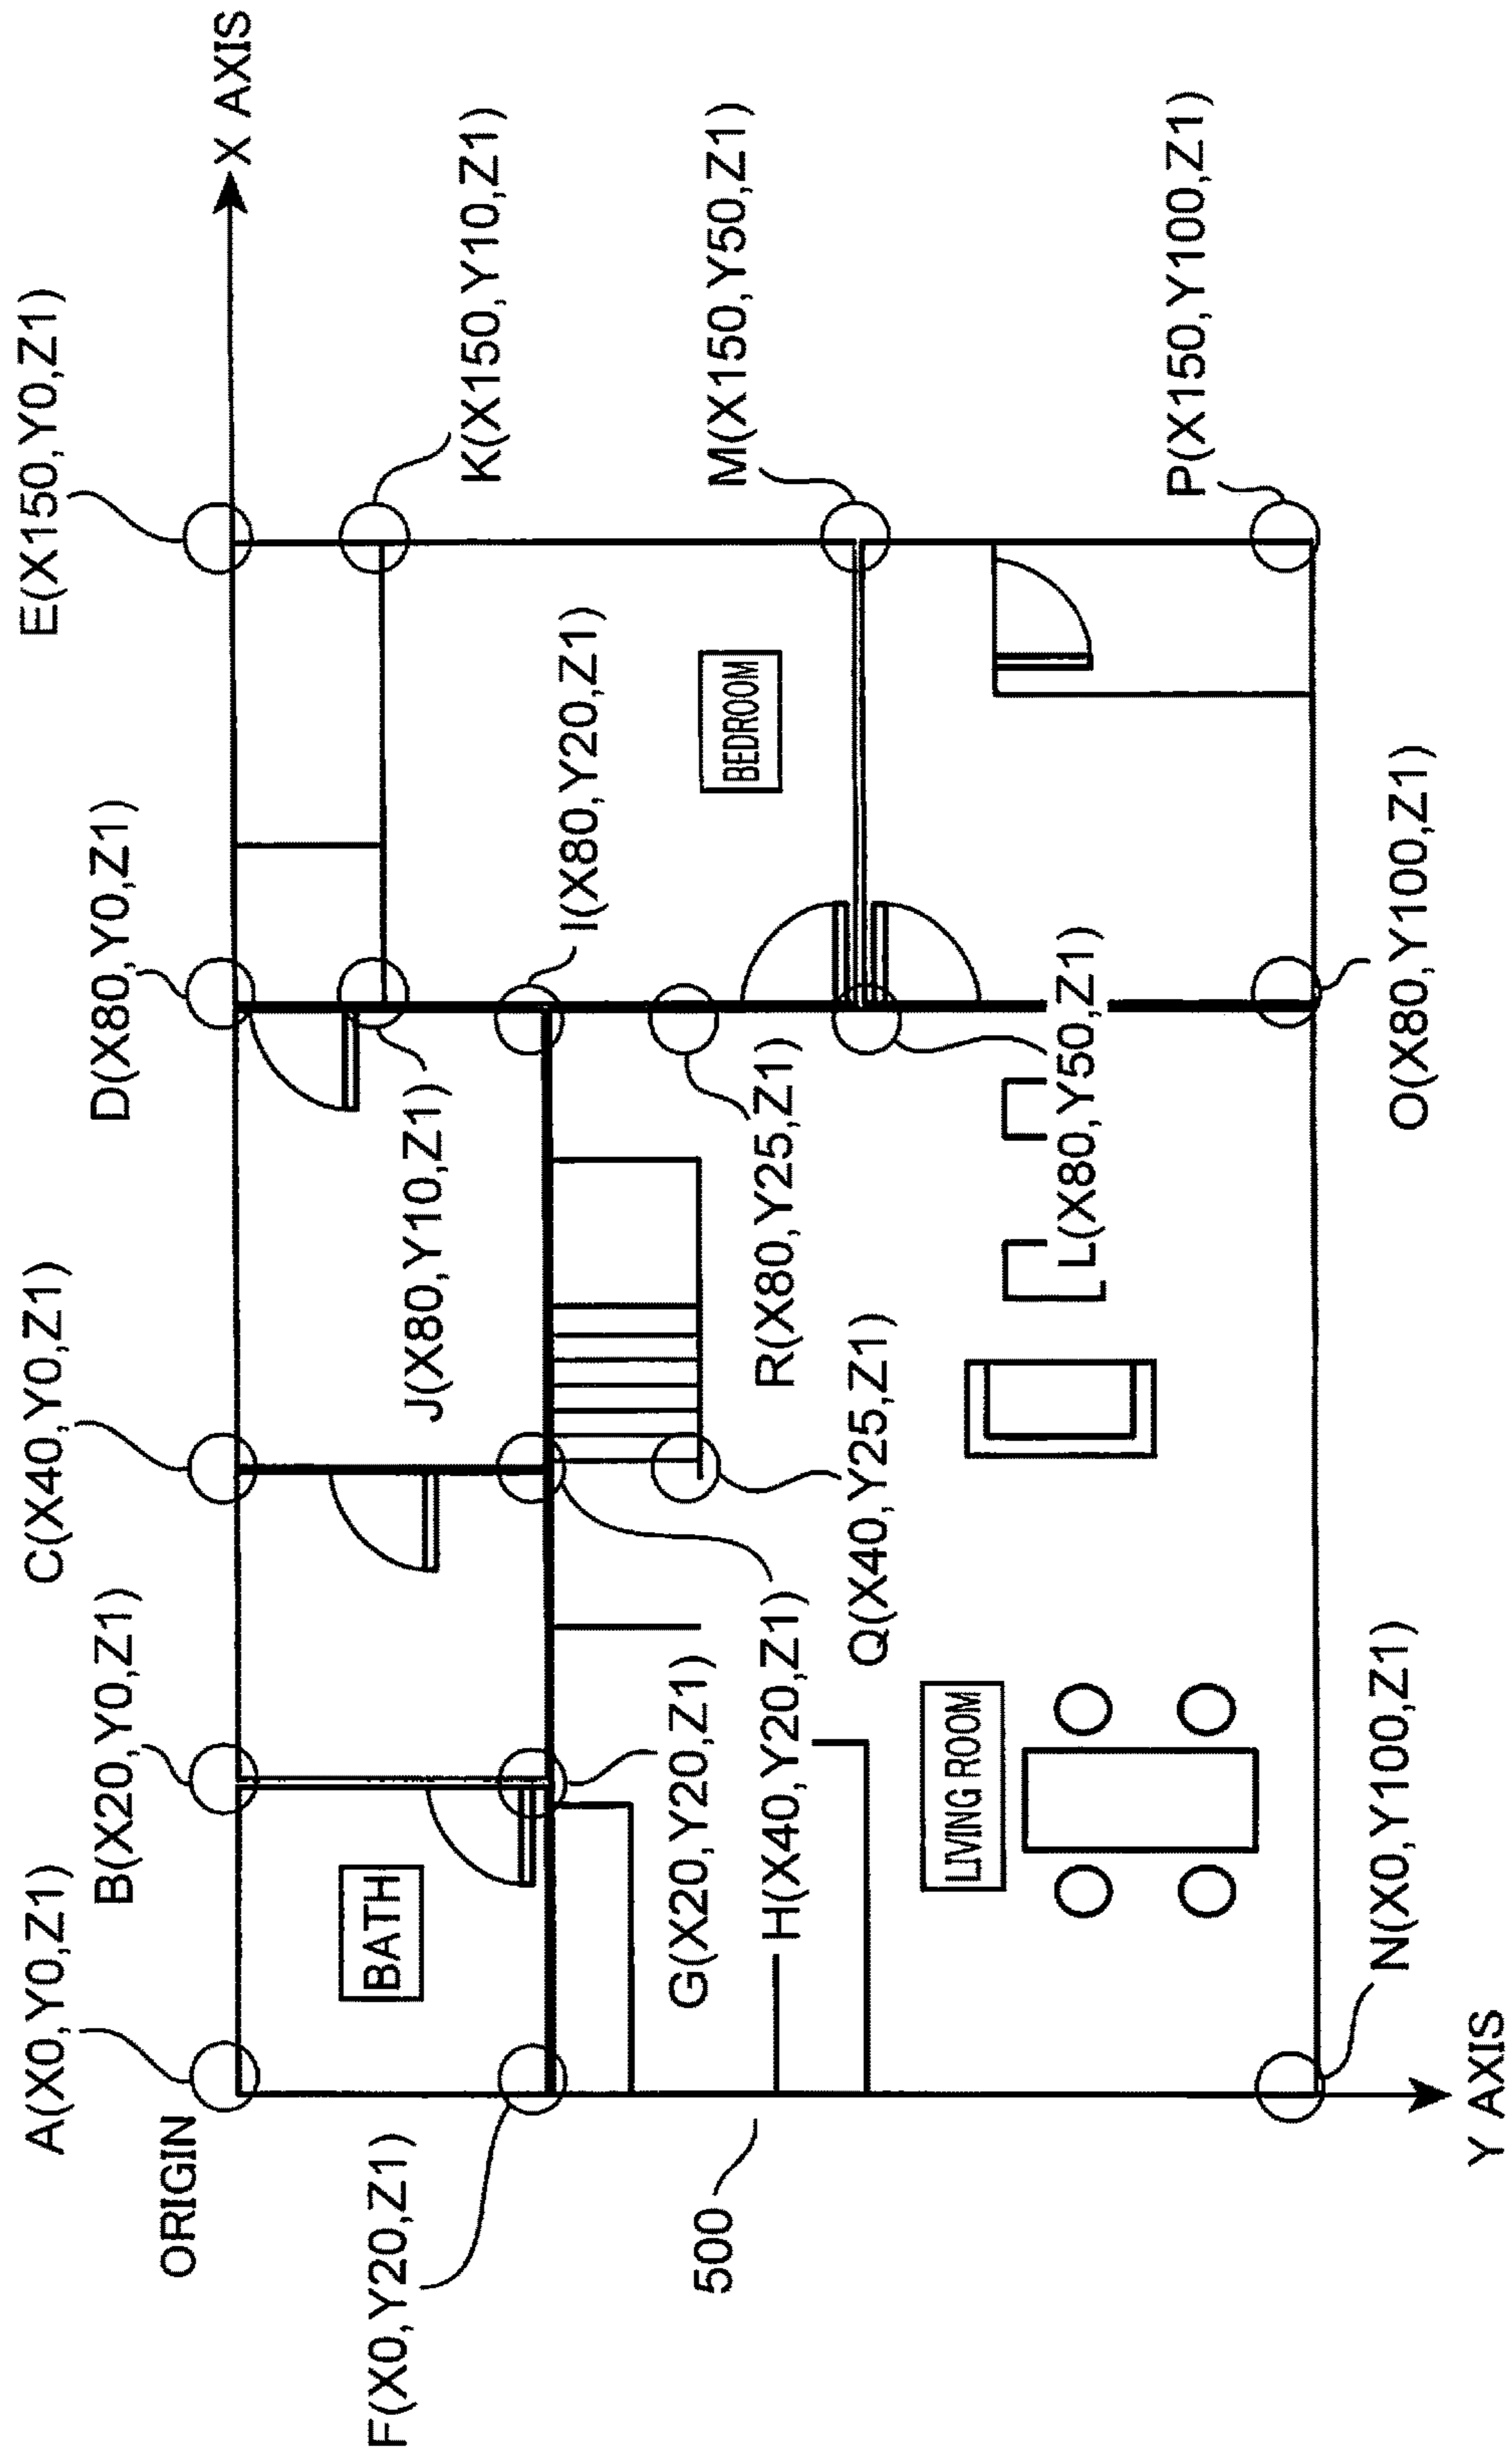 A(X0,Y0,Z1)
B(X20,Y0,Z1)
C(X40,Y0,Z1)
D(X80,Y0,Z1)
E(X150,Y0,Z1)
ORIGIN
X AXIS
F(X0,Y20,Z1)
BATH
J(X80,Y10,Z1)
K(X150,Y10,Z1)
I(X80,Y20,Z1)
500
G(X20,Y20,Z1)
H(X40,Y20,Z1)
R(X80,Y25,Z1)
BEDROOM
M(X150,Y50,Z1)
Q(X40,Y25,Z1)
LIVING ROOM
L(X80,Y50,Z1)
P(X150,Y100,Z1)
N(X0,Y100,Z1)
O(X80,Y100,Z1)
Y AXIS